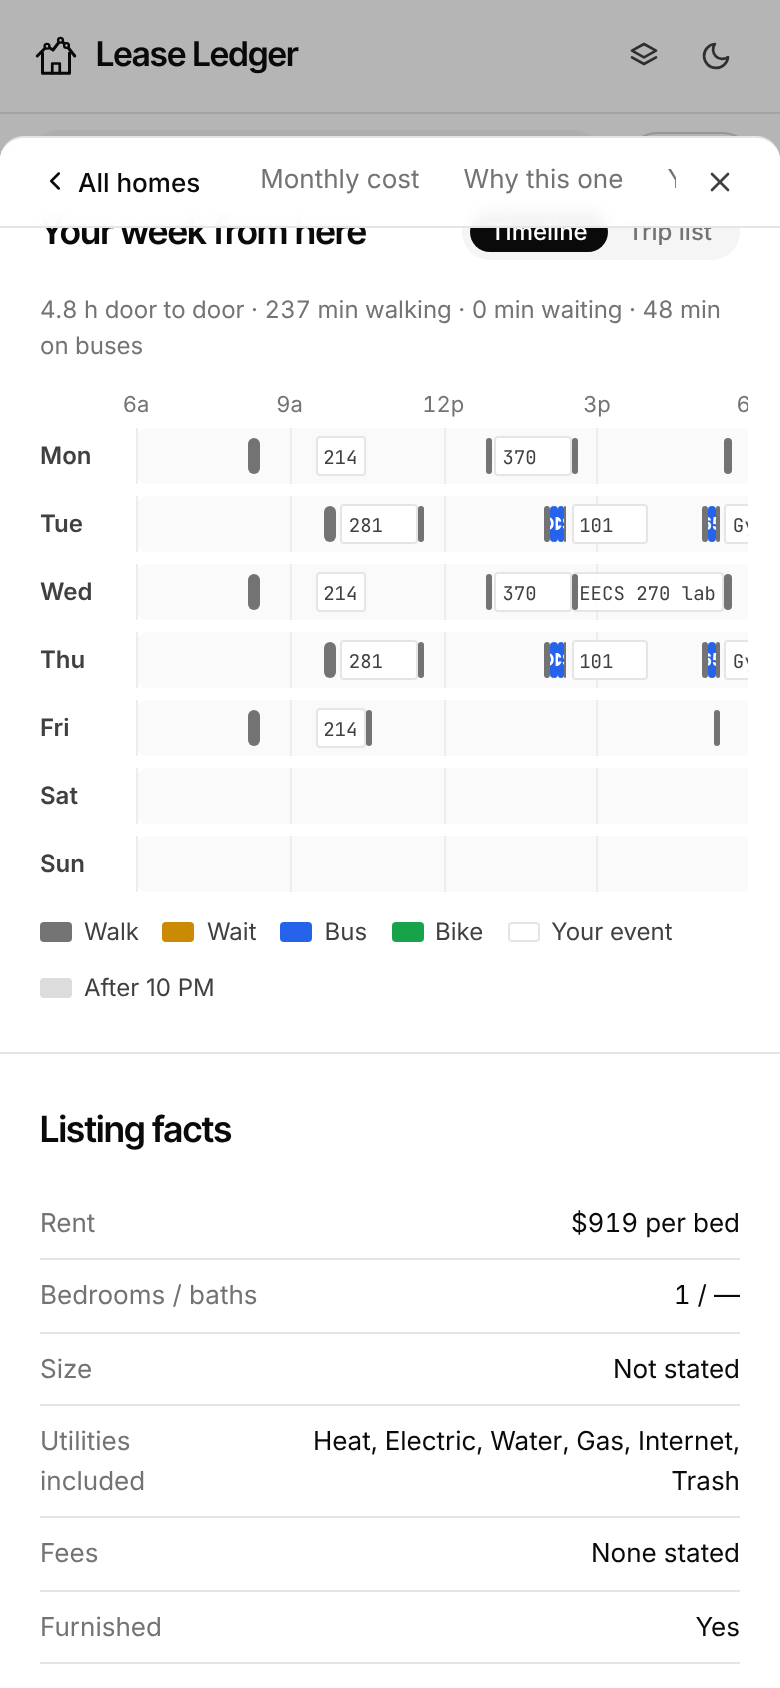 Lease Ledger
All homes
Monthly cost
Why this one
Your week from here
Timeline
Trip list
4.8 h door to door · 237 min walking · 0 min waiting · 48 min
on buses
6a 9a 12p 3p 6
Mon 214 370
Tue 281 101
Wed 214 370 EECS 270 lab
Thu 281 101
Fri 214
Sat
Sun
Walk Wait Bus Bike Your event
After 10 PM
Listing facts
Rent $919 per bed
Bedrooms / baths 1 / —
Size Not stated
Utilities Heat, Electric, Water, Gas, Internet,
included Trash
Fees None stated
Furnished Yes